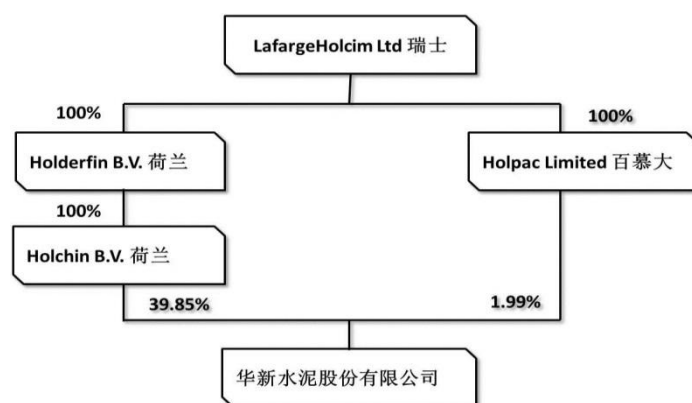 LafargeHolcim Ltd 瑞士
100%
100%
Holderfin B.V. 荷兰
Holpac Limited 百慕大
100%
Holchin B.V. 荷兰
39.85%
1.99%
华新水泥股份有限公司